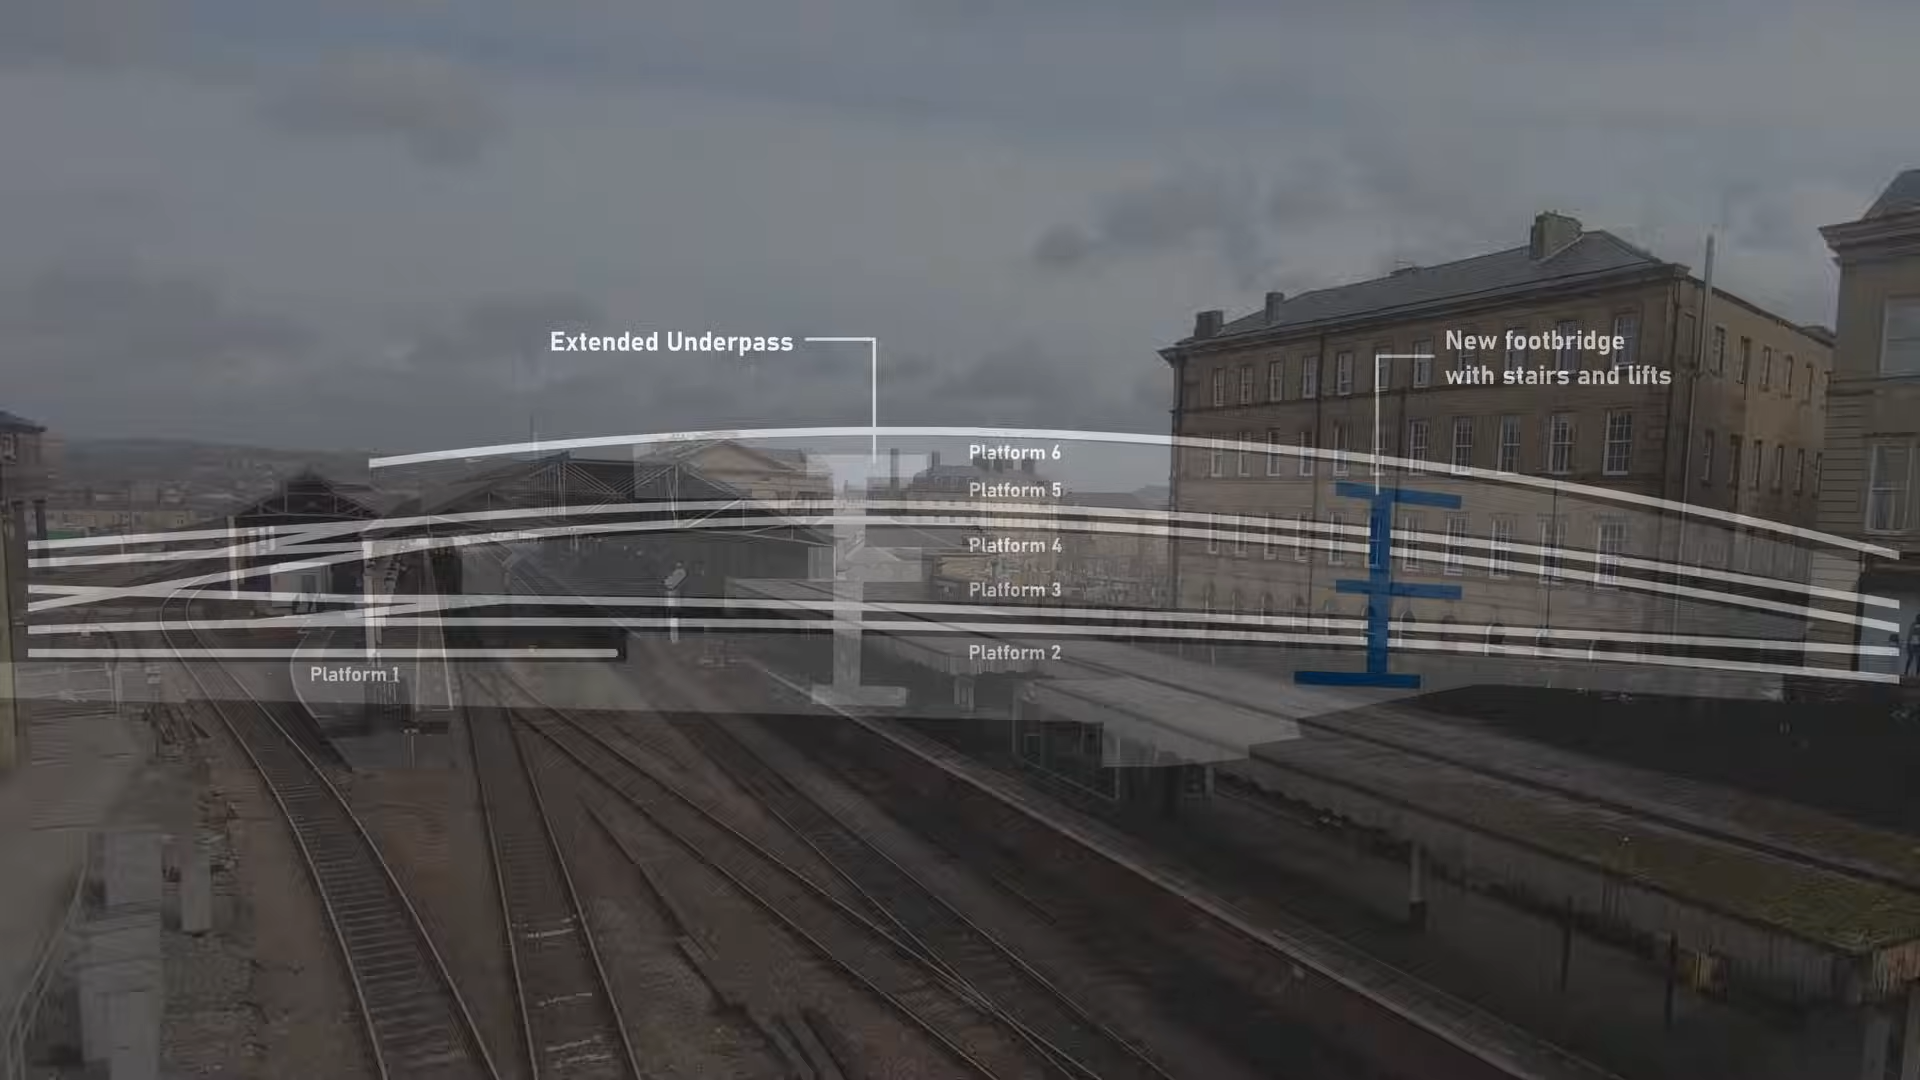 Extended Underpass
New footbridge
with stairs and lifts
Platform 6
Platform 5
Platform 4
Platform 3
Platform 2
Platform 1